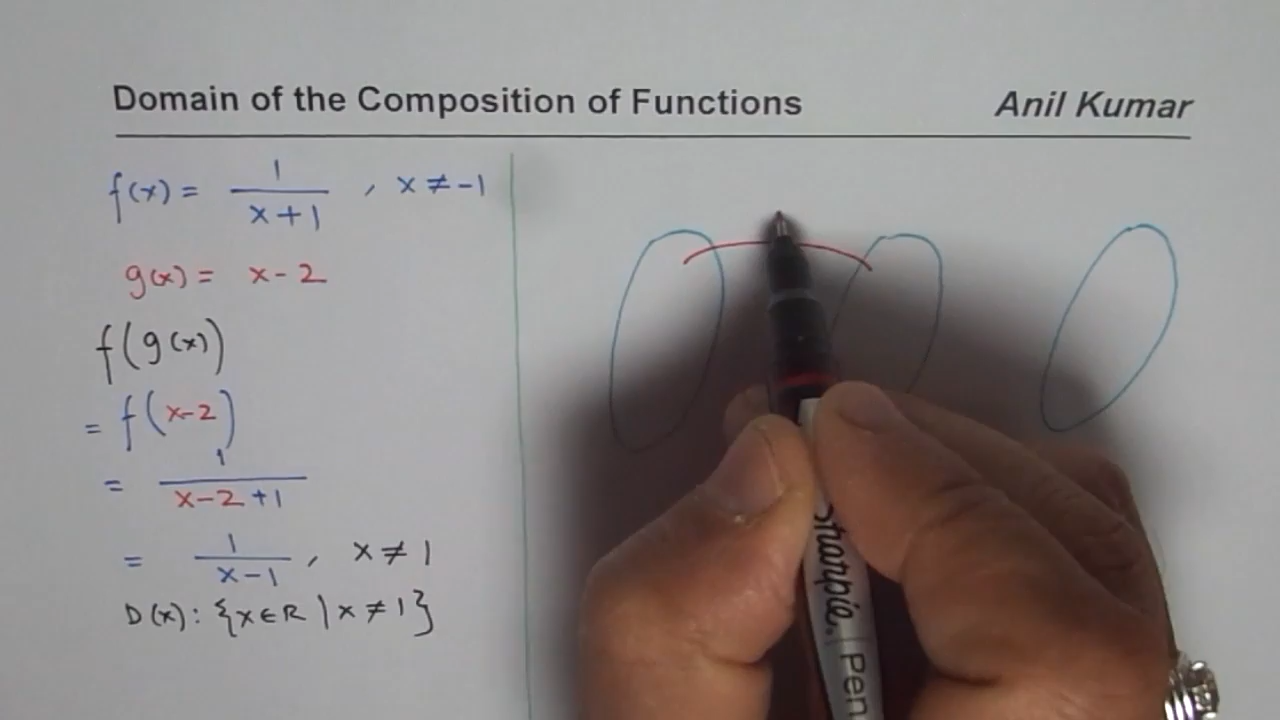 Domain of the Composition of Functions Anil Kumar
f(x) = 1/(x+1) , x ≠ -1
g(x) = x-2
f(g(x))
= f(x-2)
= 1/(x-2+1)
= 1/(x-1) , x ≠ 1
D(x): {x∈R | x ≠ 1}
Sharpie. | Pen